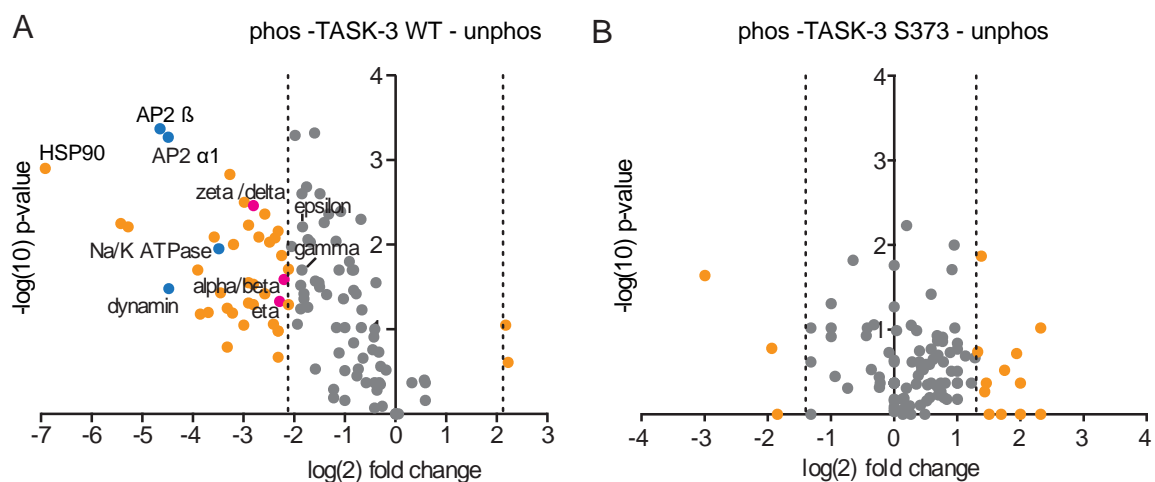 A
phos -TASK-3 WT - unphos
B
phos -TASK-3 S373 - unphos
-log(10) p-value
4
3
2
1
AP2 ß
AP2 α1
HSP90
zeta /delta
epsilon
Na/K ATPase
gamma
alpha/beta
dynamin
eta
-7 -6 -5 -4 -3 -2 -1 0 1 2 3
log(2) fold change
-log(10) p-value
4
3
2
1
-4 -3 -2 -1 0 1 2 3 4
log(2) fold change